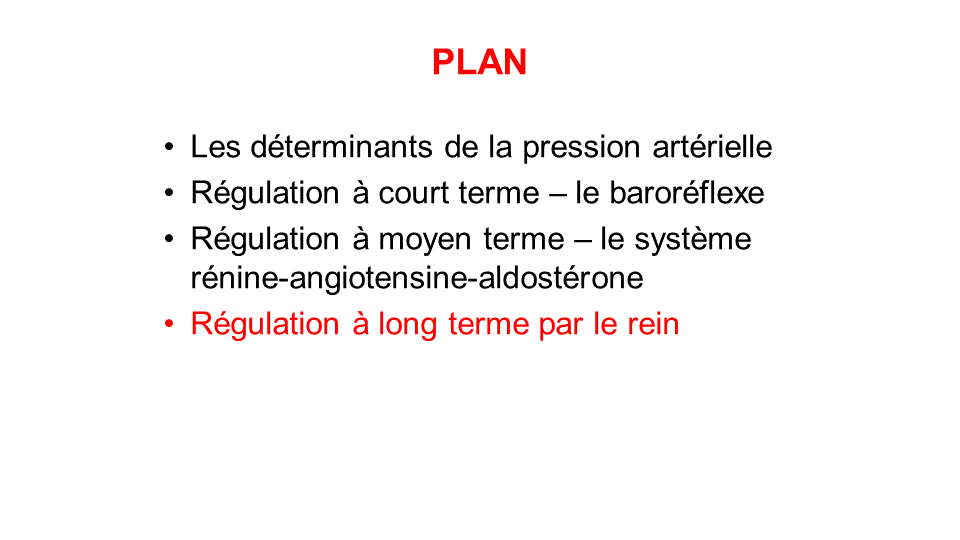 PLAN
• Les déterminants de la pression artérielle
• Régulation à court terme – le baroréflexe
• Régulation à moyen terme – le système
rénine-angiotensine-aldostérone
• Régulation à long terme par le rein